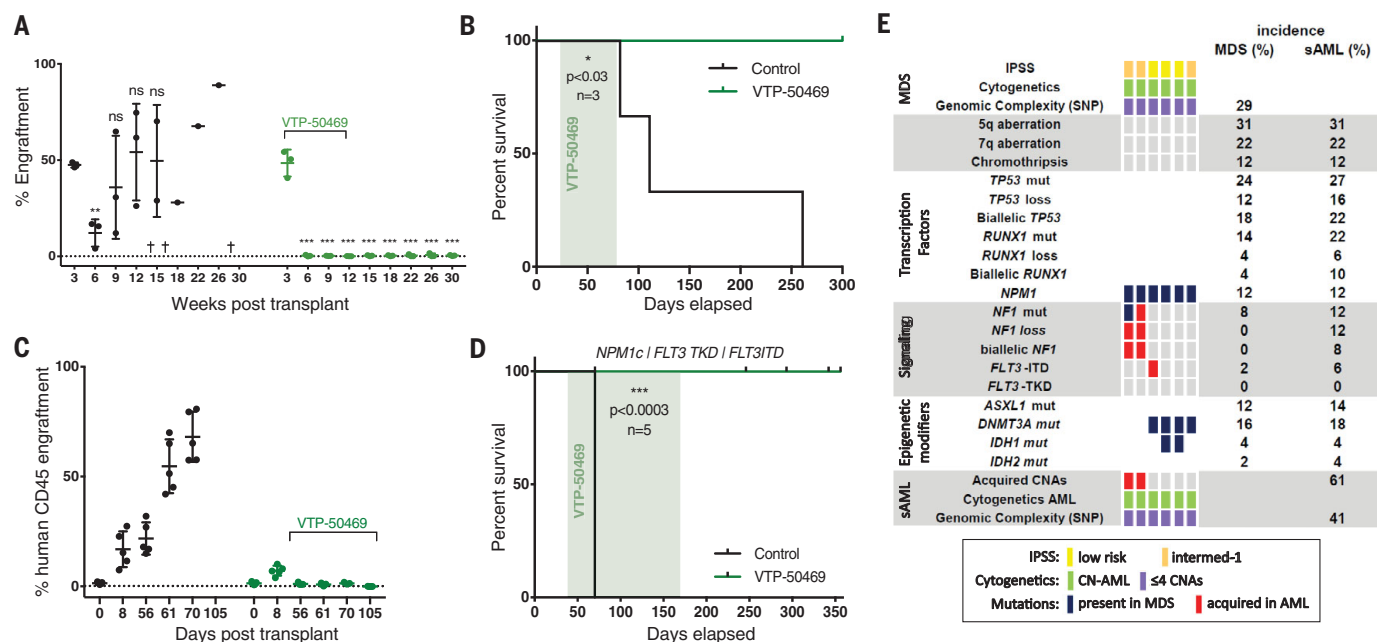 A
% Engraftment
100
50
0
ns
ns
ns
**
† † †
VTP-50469
*** *** *** *** *** *** *** ***
3 6 9 12 15 18 22 26 30 3 6 9 12 15 18 22 26 30
Weeks post transplant
B
Percent survival
100
50
0
*
p<0.03
n=3
VTP-50469
Control
VTP-50469
0 50 100 150 200 250 300
Days elapsed
C
% human CD45 engraftment
100
50
0
VTP-50469
0 8 56 61 70 105 0 8 56 61 70 105
Days post transplant
D
NPM1c | FLT3 TKD | FLT3ITD
Percent survival
100
50
0
***
p<0.0003
n=5
VTP-50469
Control
VTP-50469
0 50 100 150 200 250 300 350
Days elapsed
E
incidence
MDS (%) sAML (%)
MDS
IPSS
Cytogenetics
Genomic Complexity (SNP) 29
5q aberration 31 31
7q aberration 22 22
Chromothripsis 12 12
Transcription
Factors
TP53 mut 24 27
TP53 loss 12 16
Biallelic TP53 18 22
RUNX1 mut 14 22
RUNX1 loss 4 6
Biallelic RUNX1 4 10
NPM1 12 12
Signaling
NF1 mut 8 12
NF1 loss 0 12
biallelic NF1 0 8
FLT3 -ITD 2 6
FLT3 -TKD 0 0
Epigenetic
modifiers
ASXL1 mut 12 14
DNMT3A mut 16 18
IDH1 mut 4 4
IDH2 mut 2 4
sAML
Acquired CNAs 61
Cytogenetics AML
Genomic Complexity (SNP) 41
IPSS: low risk intermed-1
Cytogenetics: CN-AML ≤4 CNAs
Mutations: present in MDS acquired in AML